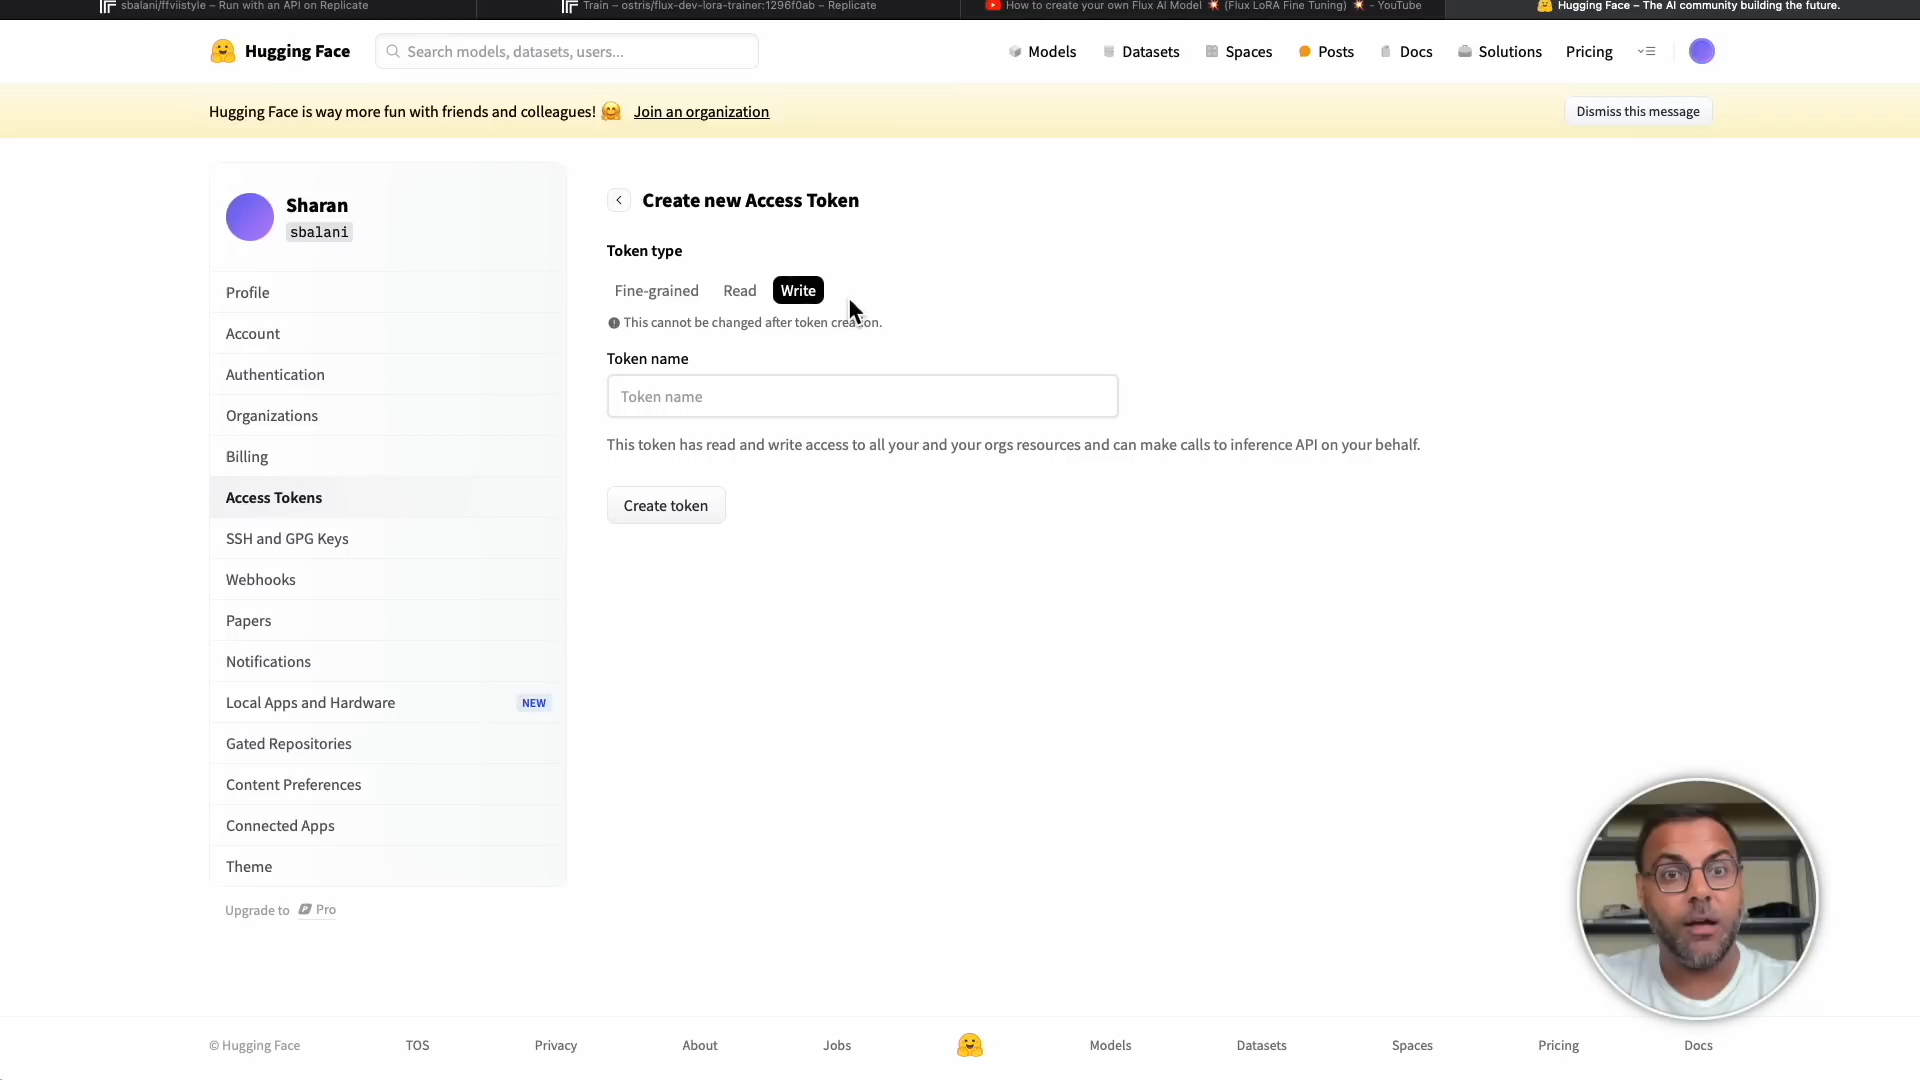 sbalani/ffviistyle – Run with an API on Replicate
Train – ostris/flux-dev-lora-trainer:1296f0ab – Replicate
How to create your own Flux AI Model 💥 (Flux LoRA Fine Tuning) 💥 - YouTube
Hugging Face – The AI community building the future.
Hugging Face
Search models, datasets, users...
Models
Datasets
Spaces
Posts
Docs
Solutions
Pricing
Hugging Face is way more fun with friends and colleagues! 🤗 Join an organization
Dismiss this message
Sharan
sbalani
Profile
Account
Authentication
Organizations
Billing
Access Tokens
SSH and GPG Keys
Webhooks
Papers
Notifications
Local Apps and Hardware NEW
Gated Repositories
Content Preferences
Connected Apps
Theme
Upgrade to Pro
Create new Access Token
Token type
Fine-grained Read Write
This cannot be changed after token creation.
Token name
Token name
This token has read and write access to all your and your orgs resources and can make calls to inference API on your behalf.
Create token
© Hugging Face
TOS
Privacy
About
Jobs
Models
Datasets
Spaces
Pricing
Docs